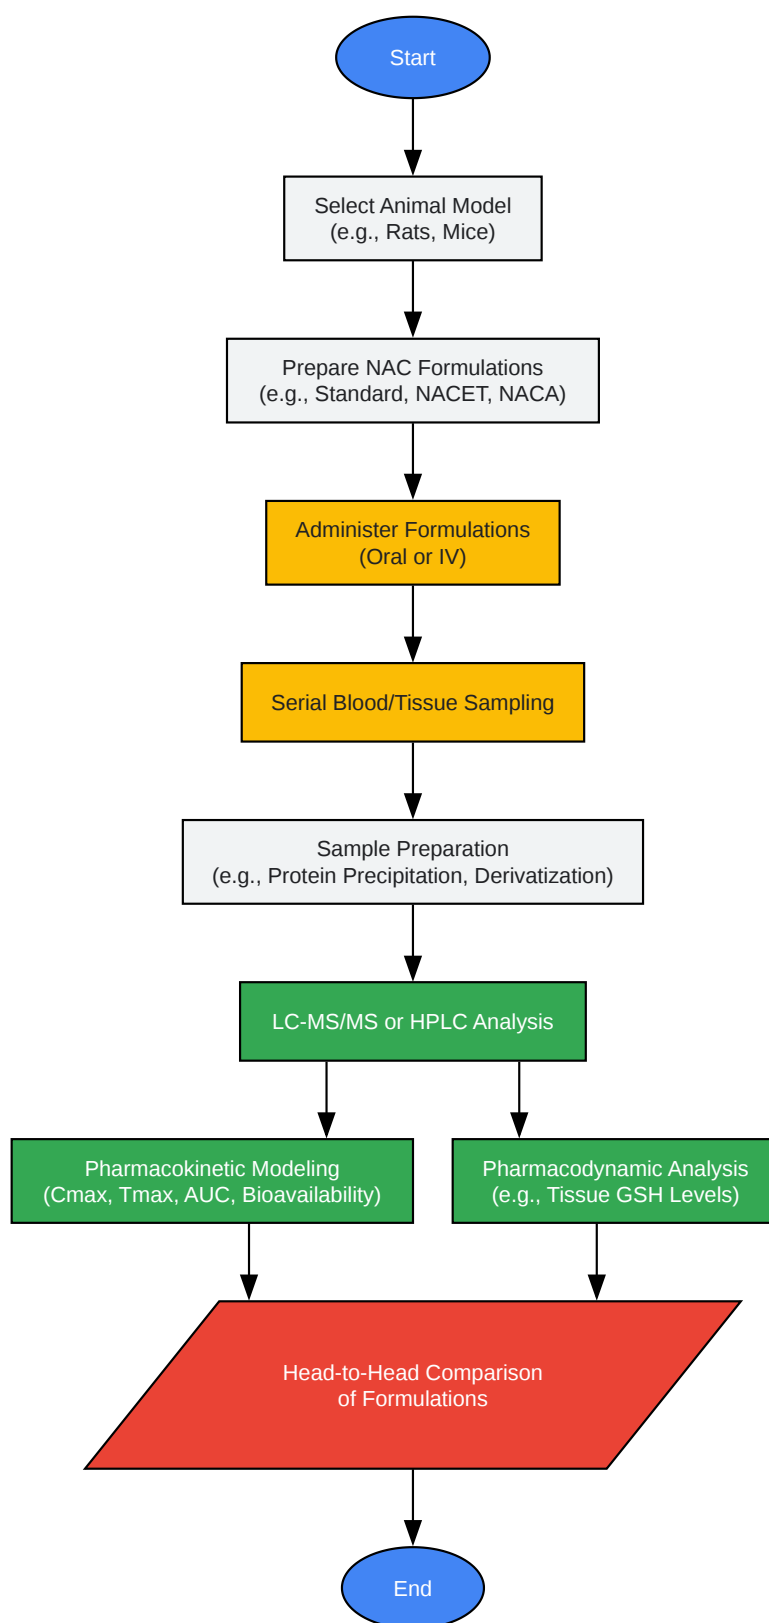 Start
Select Animal Model
(e.g., Rats, Mice)
Prepare NAC Formulations
(e.g., Standard, NACET, NACA)
Administer Formulations
(Oral or IV)
Serial Blood/Tissue Sampling
Sample Preparation
(e.g., Protein Precipitation, Derivatization)
LC-MS/MS or HPLC Analysis
Pharmacokinetic Modeling
(Cmax, Tmax, AUC, Bioavailability)
Pharmacodynamic Analysis
(e.g., Tissue GSH Levels)
Head-to-Head Comparison
of Formulations
End